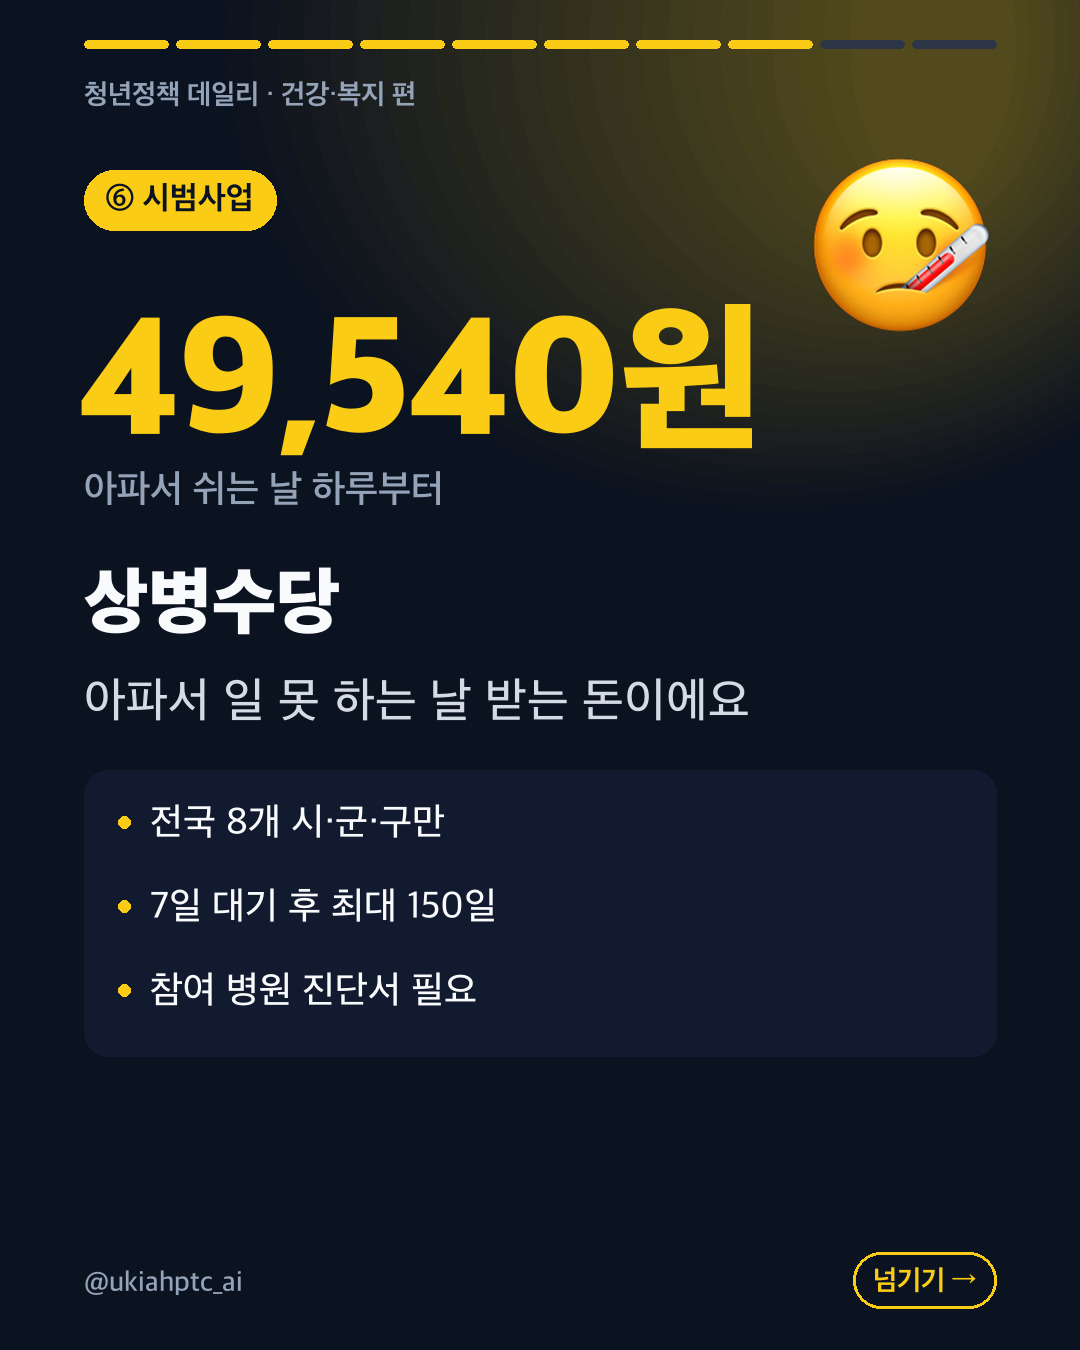 청년정책 데일리 · 건강·복지 편
⑥ 시범사업
49,540원
아파서 쉬는 날 하루부터
상병수당
아파서 일 못 하는 날 받는 돈이에요
• 전국 8개 시·군·구만
• 7일 대기 후 최대 150일
• 참여 병원 진단서 필요
@ukiahptc_ai
넘기기 →